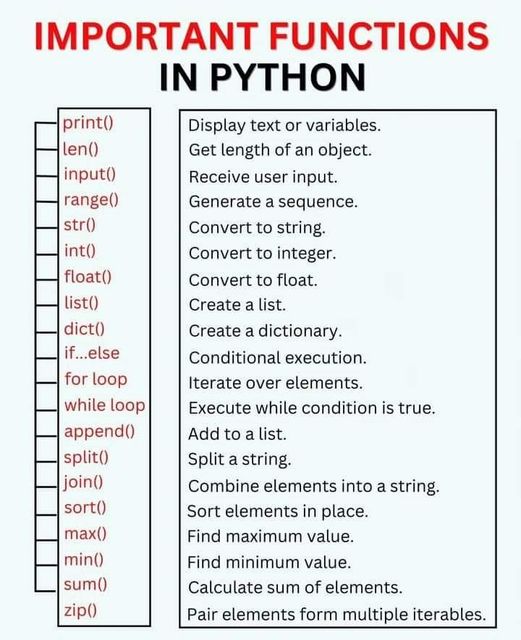 IMPORTANT FUNCTIONS
IN PYTHON
print() Display text or variables.
len() Get length of an object.
input() Receive user input.
range() Generate a sequence.
str() Convert to string.
int() Convert to integer.
float() Convert to float.
list() Create a list.
dict() Create a dictionary.
if...else Conditional execution.
for loop Iterate over elements.
while loop Execute while condition is true.
append() Add to a list.
split() Split a string.
join() Combine elements into a string.
sort() Sort elements in place.
max() Find maximum value.
min() Find minimum value.
sum() Calculate sum of elements.
zip() Pair elements form multiple iterables.